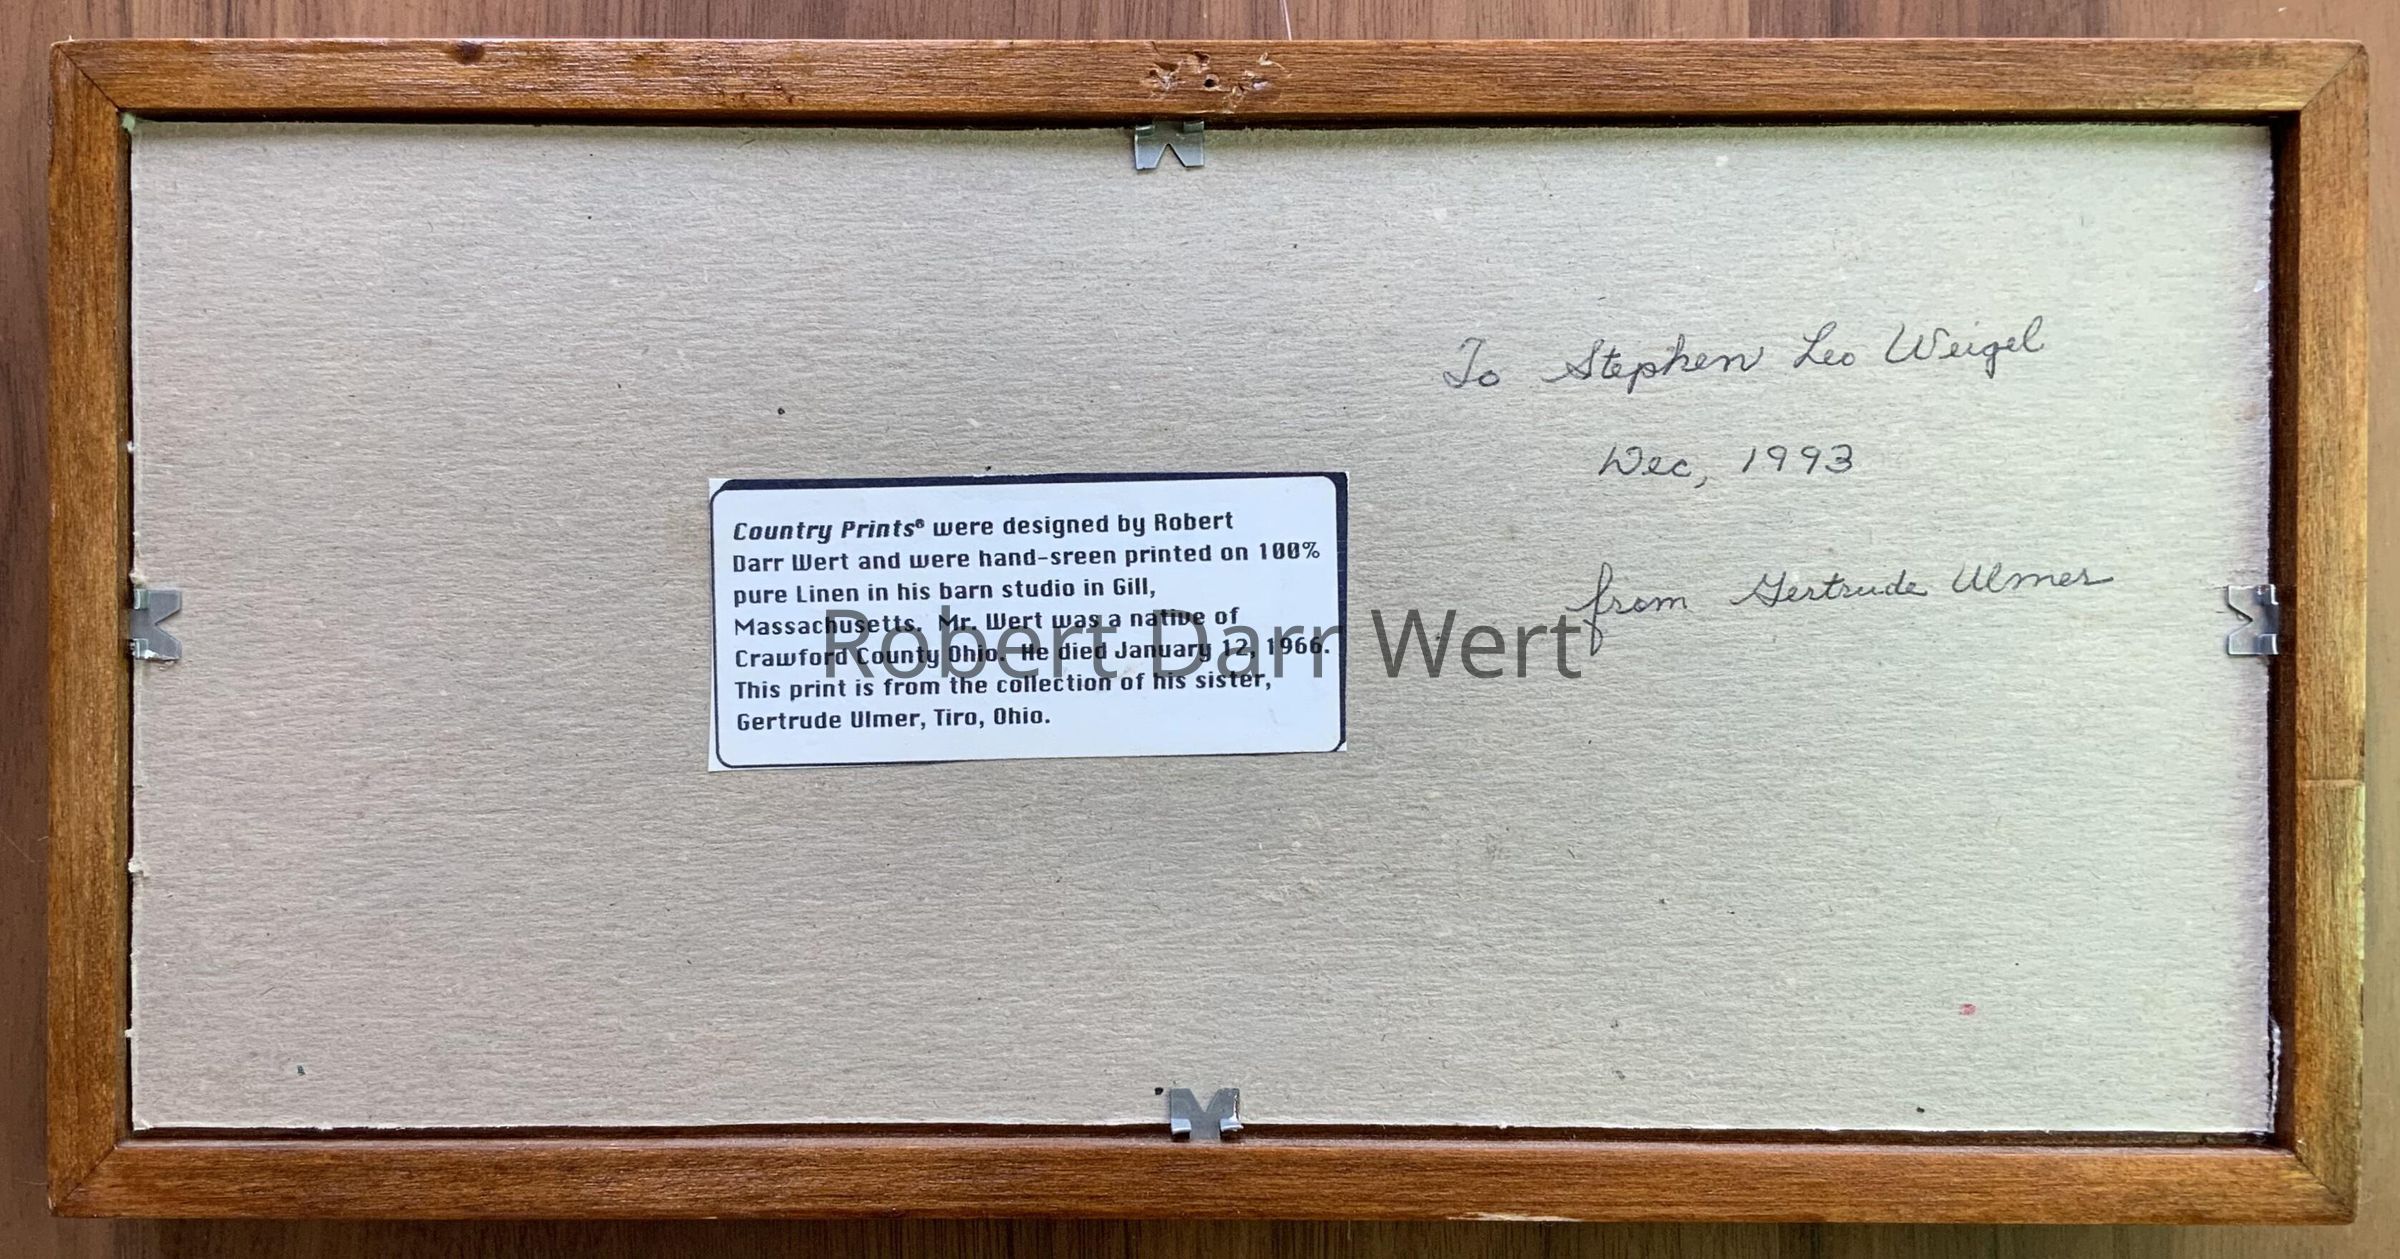 To Stephen Leo Weigel
Dec, 1993
from Gertrude Ulmer
Country Prints® were designed by Robert
Darr Wert and were hand-sreen printed on 100%
pure Linen in his barn studio in Gill,
Massachusetts. Mr. Wert was a native of
Crawford County Ohio. He died January 12, 1966.
This print is from the collection of his sister,
Gertrude Ulmer, Tiro, Ohio.
Robert Darr Wert